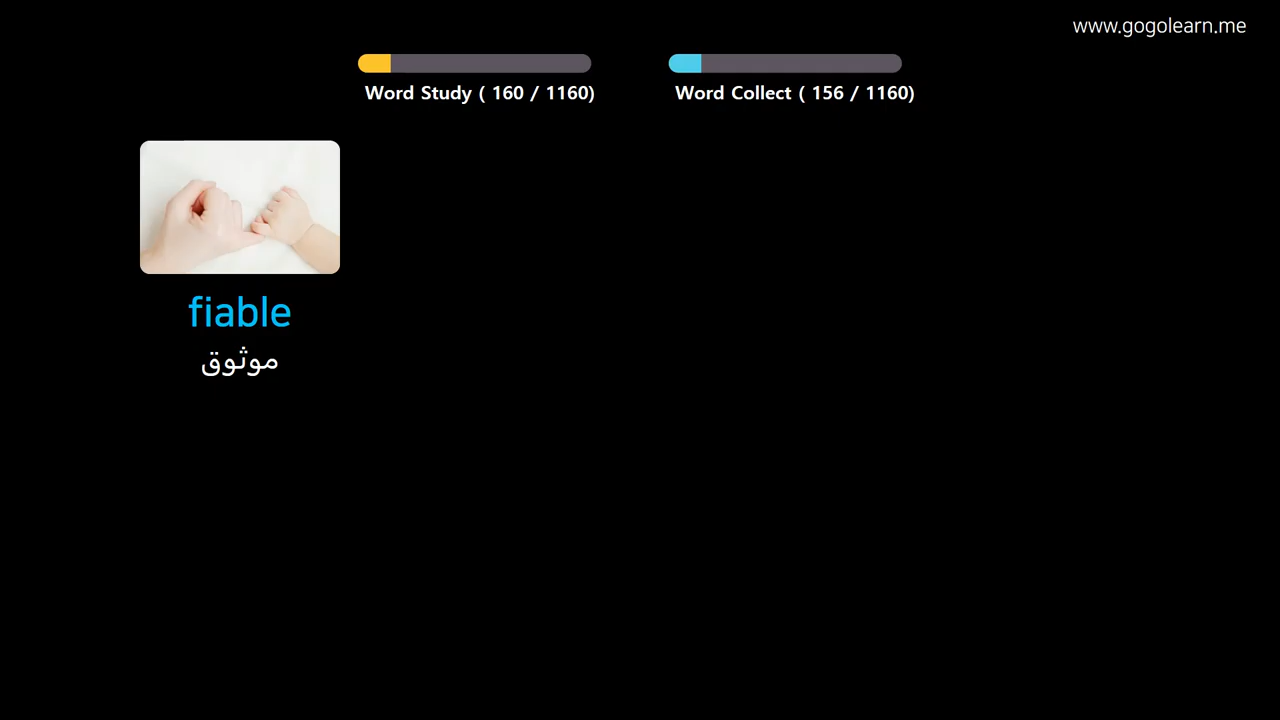 www.gogolearn.me
Word Study ( 160 / 1160)
Word Collect ( 156 / 1160)
fiable
موثوق